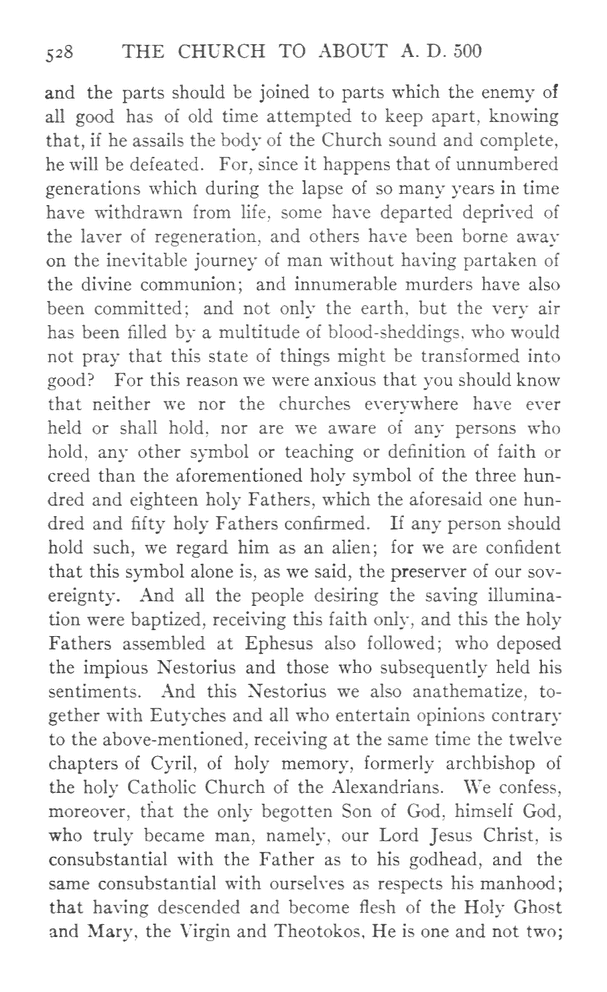 528 THE CHURCH TO ABOUT A. D. 500
and the parts should be joined to parts which the enemy of
all good has of old time attempted to keep apart, knowing
that, if he assails the body of the Church sound and complete,
he will be defeated. For, since it happens that of unnumbered
generations which during the lapse of so many years in time
have withdrawn from life, some have departed deprived of
the laver of regeneration, and others have been borne away
on the inevitable journey of man without having partaken of
the divine communion; and innumerable murders have also
been committed; and not only the earth, but the very air
has been filled by a multitude of blood-sheddings, who would
not pray that this state of things might be transformed into
good? For this reason we were anxious that you should know
that neither we nor the churches everywhere have ever
held or shall hold, nor are we aware of any persons who
hold, any other symbol or teaching or definition of faith or
creed than the aforementioned holy symbol of the three hun-
dred and eighteen holy Fathers, which the aforesaid one hun-
dred and fifty holy Fathers confirmed. If any person should
hold such, we regard him as an alien; for we are confident
that this symbol alone is, as we said, the preserver of our sov-
ereignty. And all the people desiring the saving illumina-
tion were baptized, receiving this faith only, and this the holy
Fathers assembled at Ephesus also followed; who deposed
the impious Nestorius and those who subsequently held his
sentiments. And this Nestorius we also anathematize, to-
gether with Eutyches and all who entertain opinions contrary
to the above-mentioned, receiving at the same time the twelve
chapters of Cyril, of holy memory, formerly archbishop of
the holy Catholic Church of the Alexandrians. We confess,
moreover, that the only begotten Son of God, himself God,
who truly became man, namely, our Lord Jesus Christ, is
consubstantial with the Father as to his godhead, and the
same consubstantial with ourselves as respects his manhood;
that having descended and become flesh of the Holy Ghost
and Mary, the Virgin and Theotokos, He is one and not two;